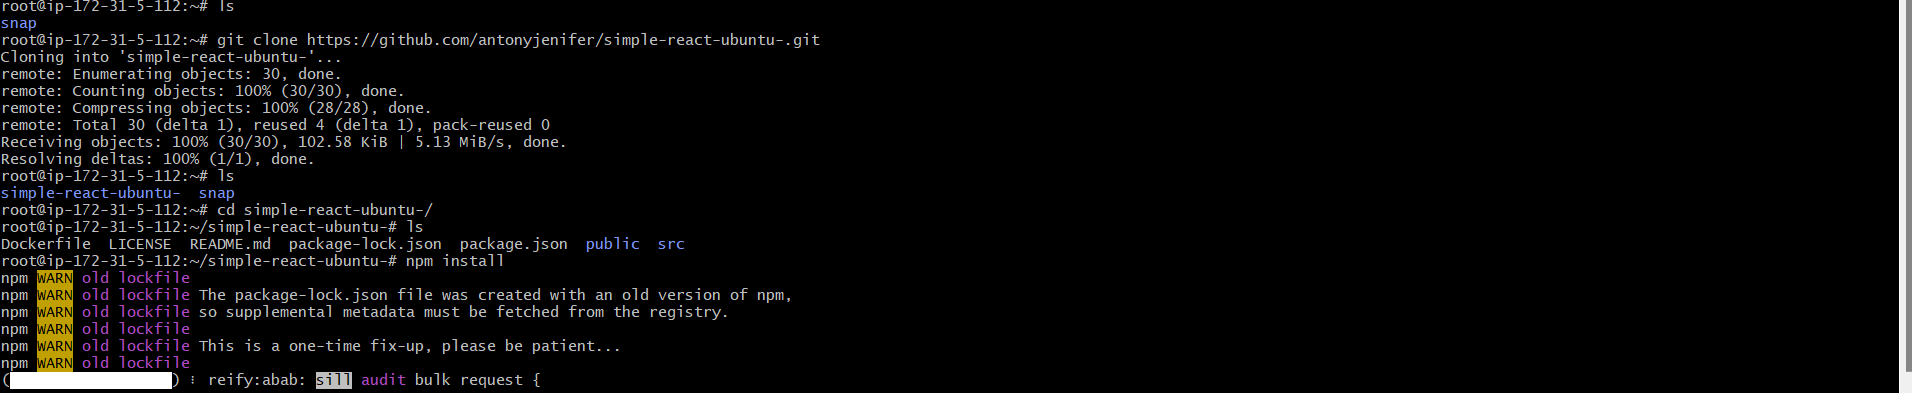 root@ip-172-31-5-112:~# ls
snap
root@ip-172-31-5-112:~# git clone https://github.com/antonyjenifer/simple-react-ubuntu-.git
Cloning into 'simple-react-ubuntu-'...
remote: Enumerating objects: 30, done.
remote: Counting objects: 100% (30/30), done.
remote: Compressing objects: 100% (28/28), done.
remote: Total 30 (delta 1), reused 4 (delta 1), pack-reused 0
Receiving objects: 100% (30/30), 102.58 KiB | 5.13 MiB/s, done.
Resolving deltas: 100% (1/1), done.
root@ip-172-31-5-112:~# ls
simple-react-ubuntu-  snap
root@ip-172-31-5-112:~# cd simple-react-ubuntu-/
root@ip-172-31-5-112:~/simple-react-ubuntu-# ls
Dockerfile  LICENSE  README.md  package-lock.json  package.json  public  src
root@ip-172-31-5-112:~/simple-react-ubuntu-# npm install
npm WARN old lockfile
npm WARN old lockfile The package-lock.json file was created with an old version of npm,
npm WARN old lockfile so supplemental metadata must be fetched from the registry.
npm WARN old lockfile
npm WARN old lockfile This is a one-time fix-up, please be patient...
npm WARN old lockfile
(                  ) ⠸ reify:abab: sill audit bulk request {